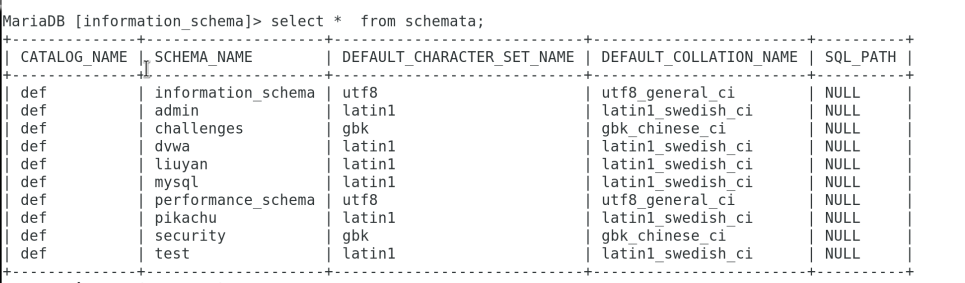 MariaDB [information_schema]> select *  from schemata;
+--------------+--------------------+----------------------------+------------------------+----------+
| CATALOG_NAME | SCHEMA_NAME        | DEFAULT_CHARACTER_SET_NAME | DEFAULT_COLLATION_NAME | SQL_PATH |
+--------------+--------------------+----------------------------+------------------------+----------+
| def          | information_schema | utf8                       | utf8_general_ci        | NULL     |
| def          | admin              | latin1                     | latin1_swedish_ci      | NULL     |
| def          | challenges         | gbk                        | gbk_chinese_ci         | NULL     |
| def          | dvwa               | latin1                     | latin1_swedish_ci      | NULL     |
| def          | liuyan             | latin1                     | latin1_swedish_ci      | NULL     |
| def          | mysql              | latin1                     | latin1_swedish_ci      | NULL     |
| def          | performance_schema | utf8                       | utf8_general_ci        | NULL     |
| def          | pikachu            | latin1                     | latin1_swedish_ci      | NULL     |
| def          | security           | gbk                        | gbk_chinese_ci         | NULL     |
| def          | test               | latin1                     | latin1_swedish_ci      | NULL     |
+--------------+--------------------+----------------------------+------------------------+----------+